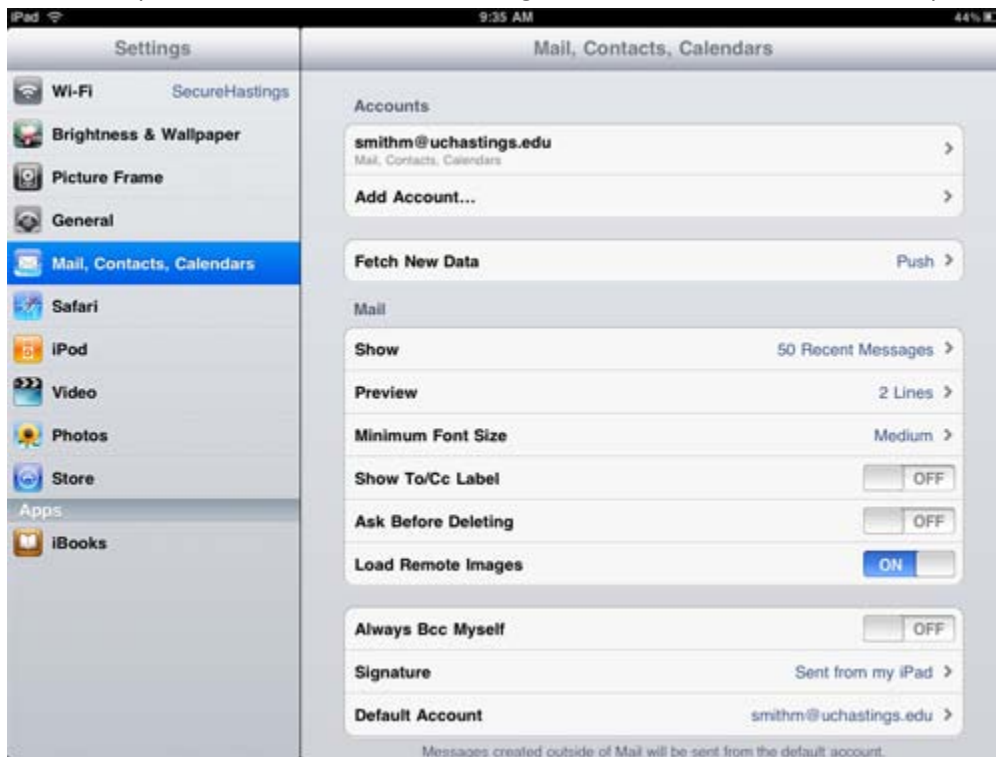 iPad 9:35 AM 44%
Settings
Mail, Contacts, Calendars
Wi-Fi SecureHastings
Brightness & Wallpaper
Picture Frame
General
Mail, Contacts, Calendars
Safari
iPod
Video
Photos
Store
Apps
iBooks
Accounts
smithm@uchastings.edu
Mail, Contacts, Calendars
Add Account...
Fetch New Data Push
Mail
Show 50 Recent Messages
Preview 2 Lines
Minimum Font Size Medium
Show To/Cc Label OFF
Ask Before Deleting OFF
Load Remote Images ON
Always Bcc Myself OFF
Signature Sent from my iPad
Default Account smithm@uchastings.edu
Messages created outside of Mail will be sent from the default account.